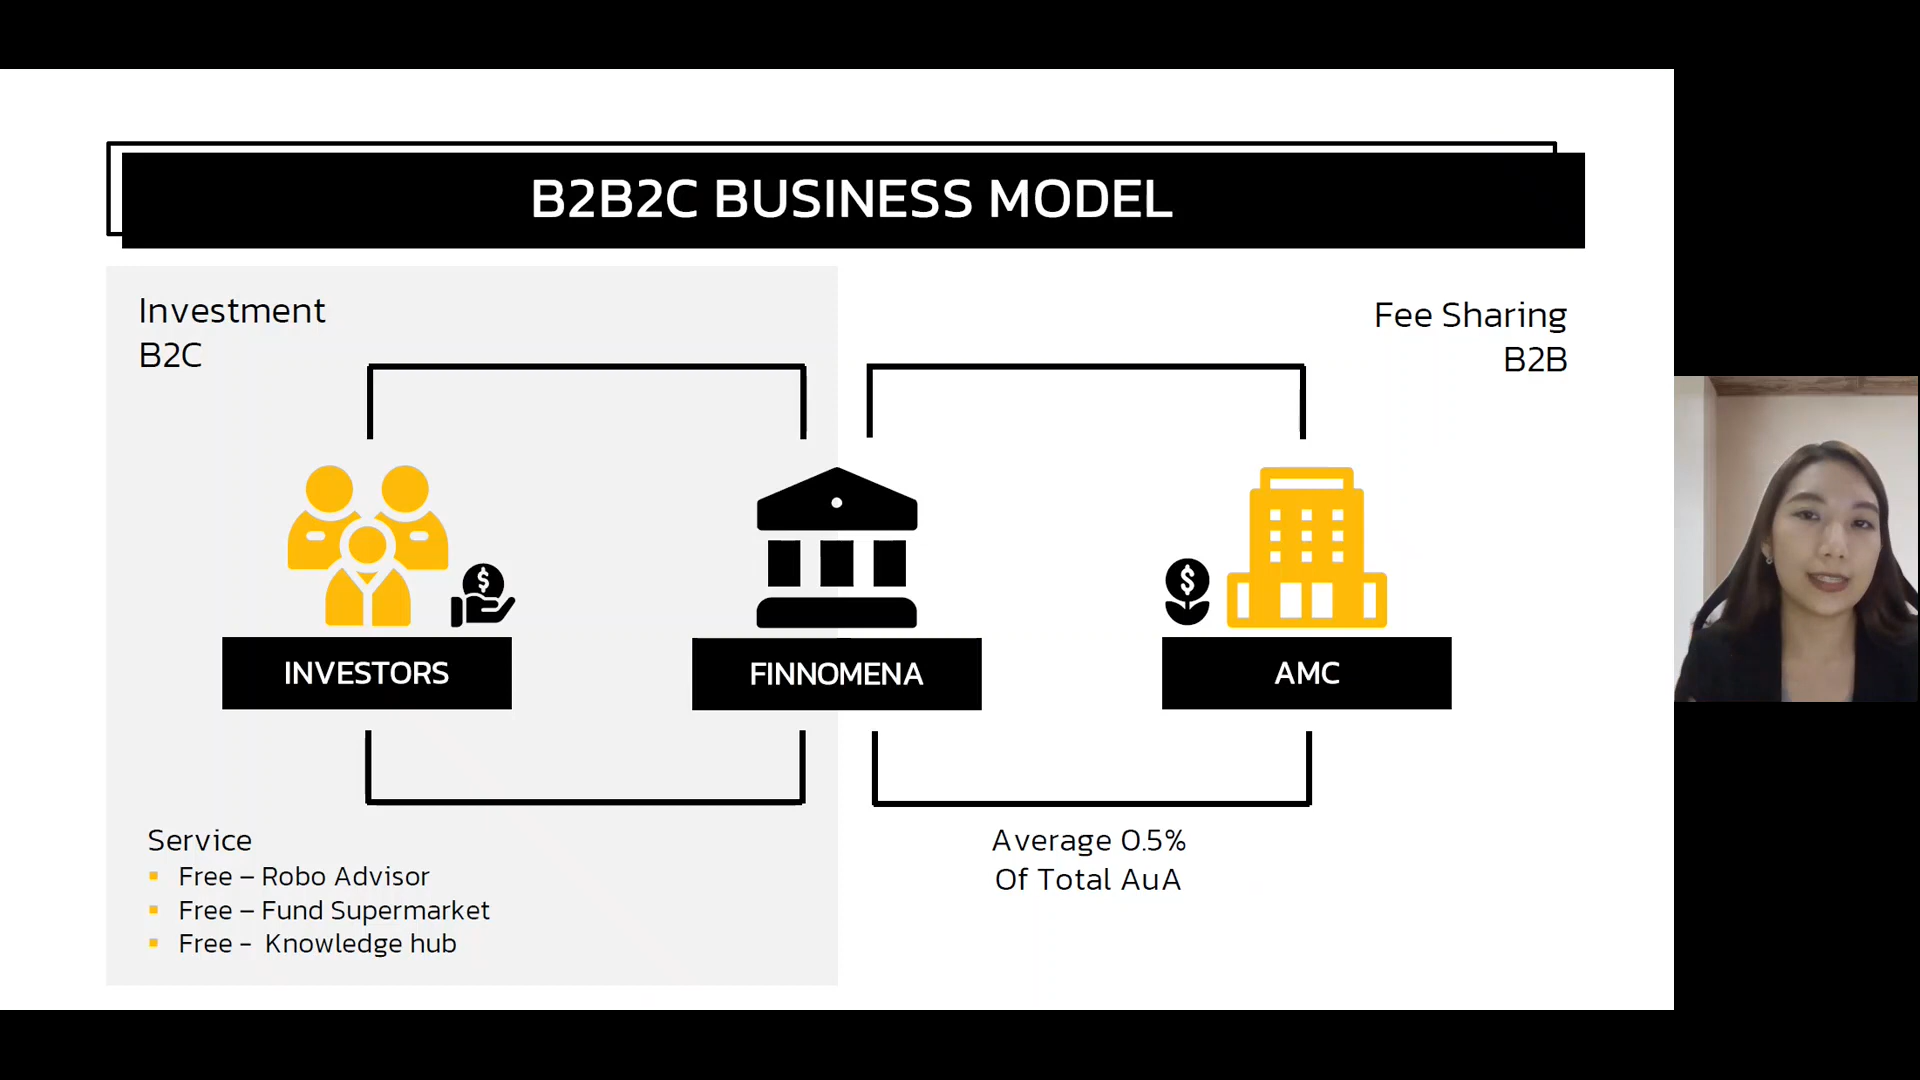 B2B2C BUSINESS MODEL
Investment
B2C
Fee Sharing
B2B
$
$
INVESTORS
FINNOMENA
AMC
Service
▪ Free – Robo Advisor
▪ Free – Fund Supermarket
▪ Free - Knowledge hub
Average 0.5%
Of Total AuA